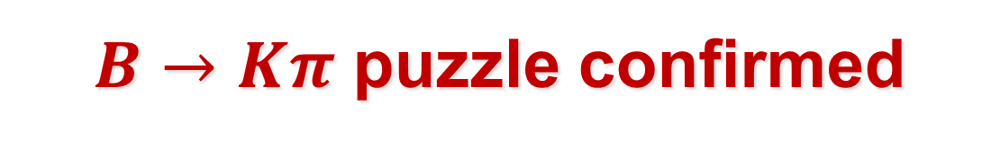 B → Kπ puzzle confirmed